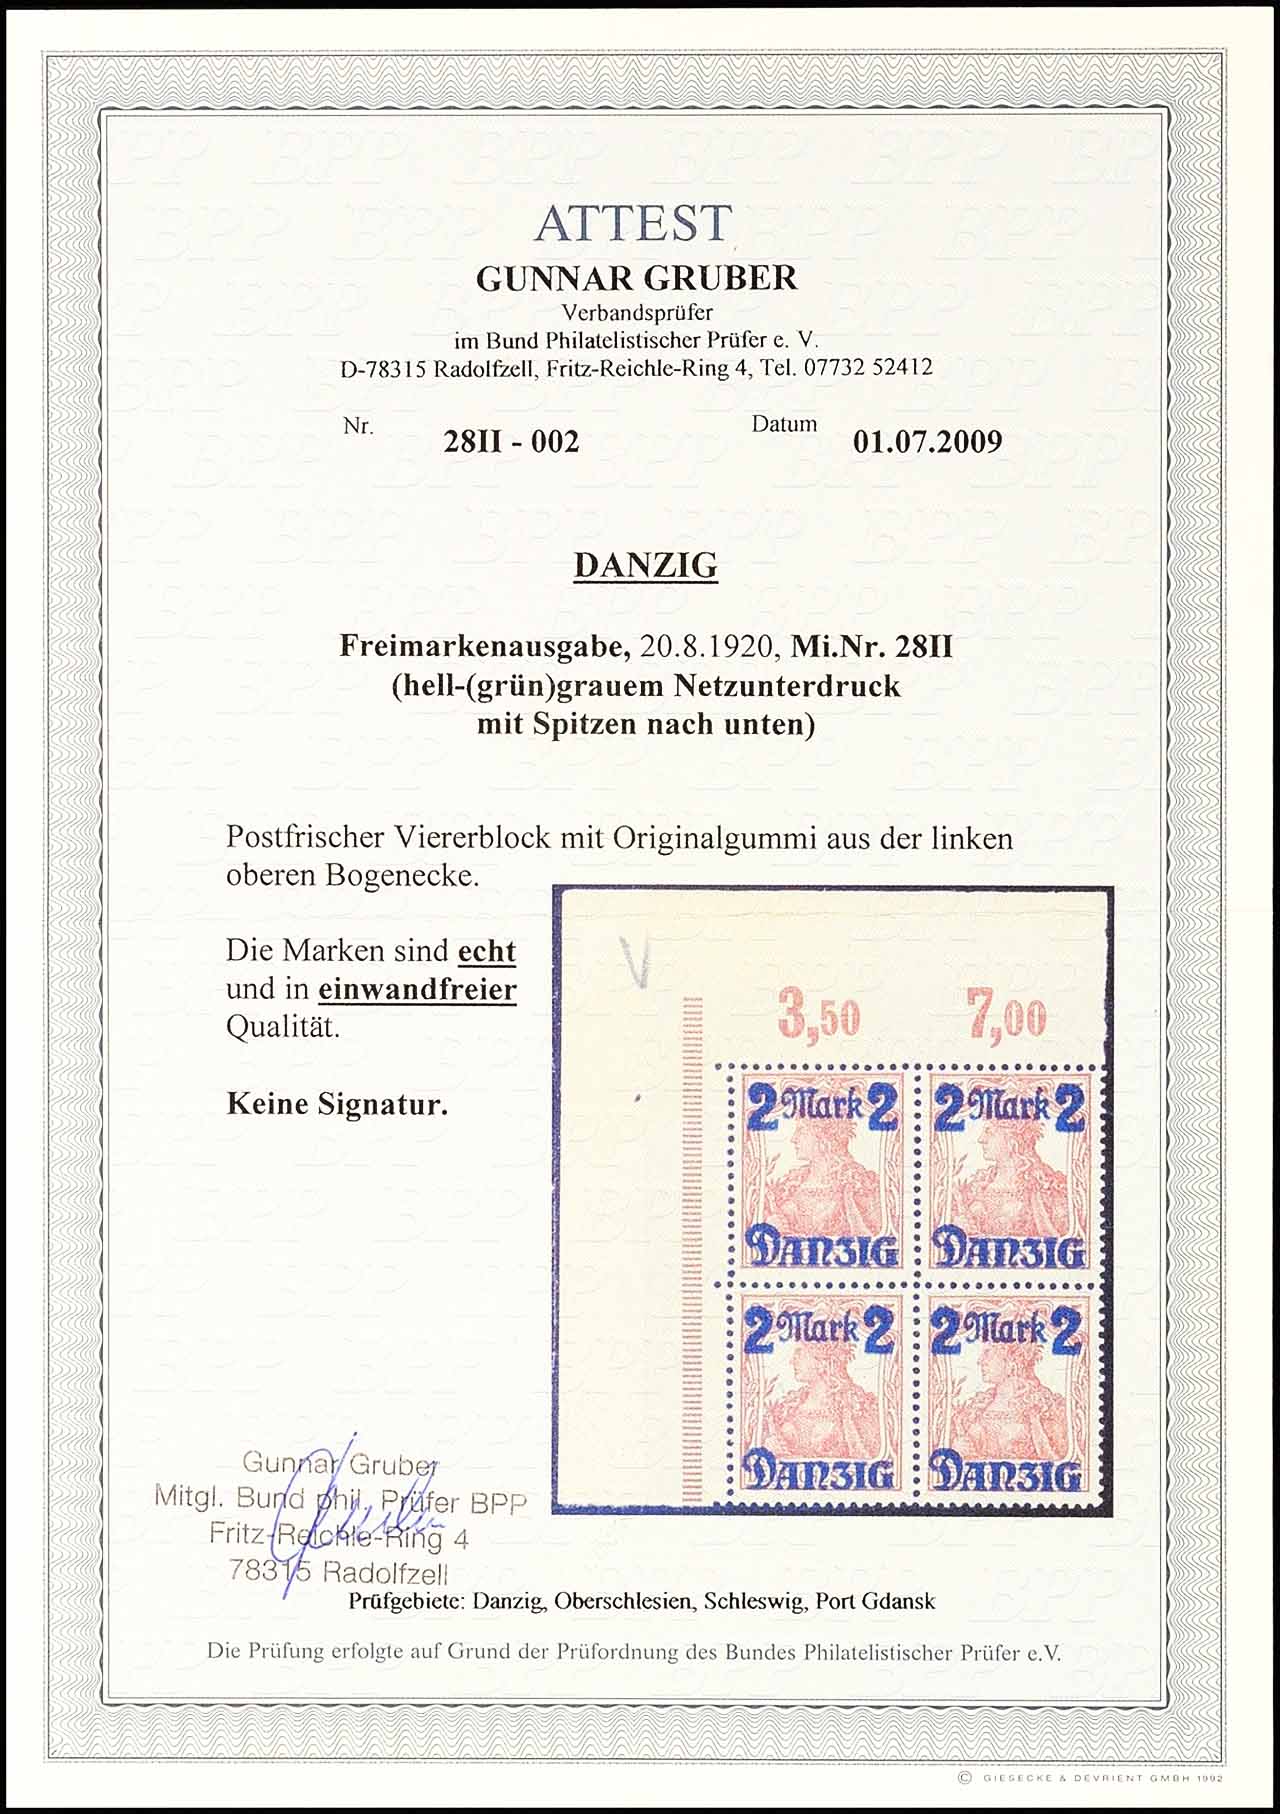 ATTEST
GUNNAR GRUBER
Verbandsprüfer
im Bund Philatelistischer Prüfer e. V.
D-78315 Radolfzell, Fritz-Reichle-Ring 4, Tel. 07732 52412
Nr. 28II - 002 Datum 01.07.2009
DANZIG
Freimarkenausgabe, 20.8.1920, Mi.Nr. 28II
(hell-(grün)grauem Netzunterdruck
mit Spitzen nach unten)
Postfrischer Viererblock mit Originalgummi aus der linken
oberen Bogenecke.
Die Marken sind echt
und in einwandfreier
Qualität.
Keine Signatur.
V
3,50 7,00
2 Mark 2 2 Mark 2
DANZIG DANZIG
2 Mark 2 2 Mark 2
DANZIG DANZIG
Gunnar Gruber
Mitgl. Bund phil. Prüfer BPP
Fritz-Reichle-Ring 4
78315 Radolfzell
Prüfgebiete: Danzig, Oberschlesien, Schleswig, Port Gdansk
Die Prüfung erfolgte auf Grund der Prüfordnung des Bundes Philatelistischer Prüfer e.V.
© GIESECKE & DEVRIENT GMBH 1992